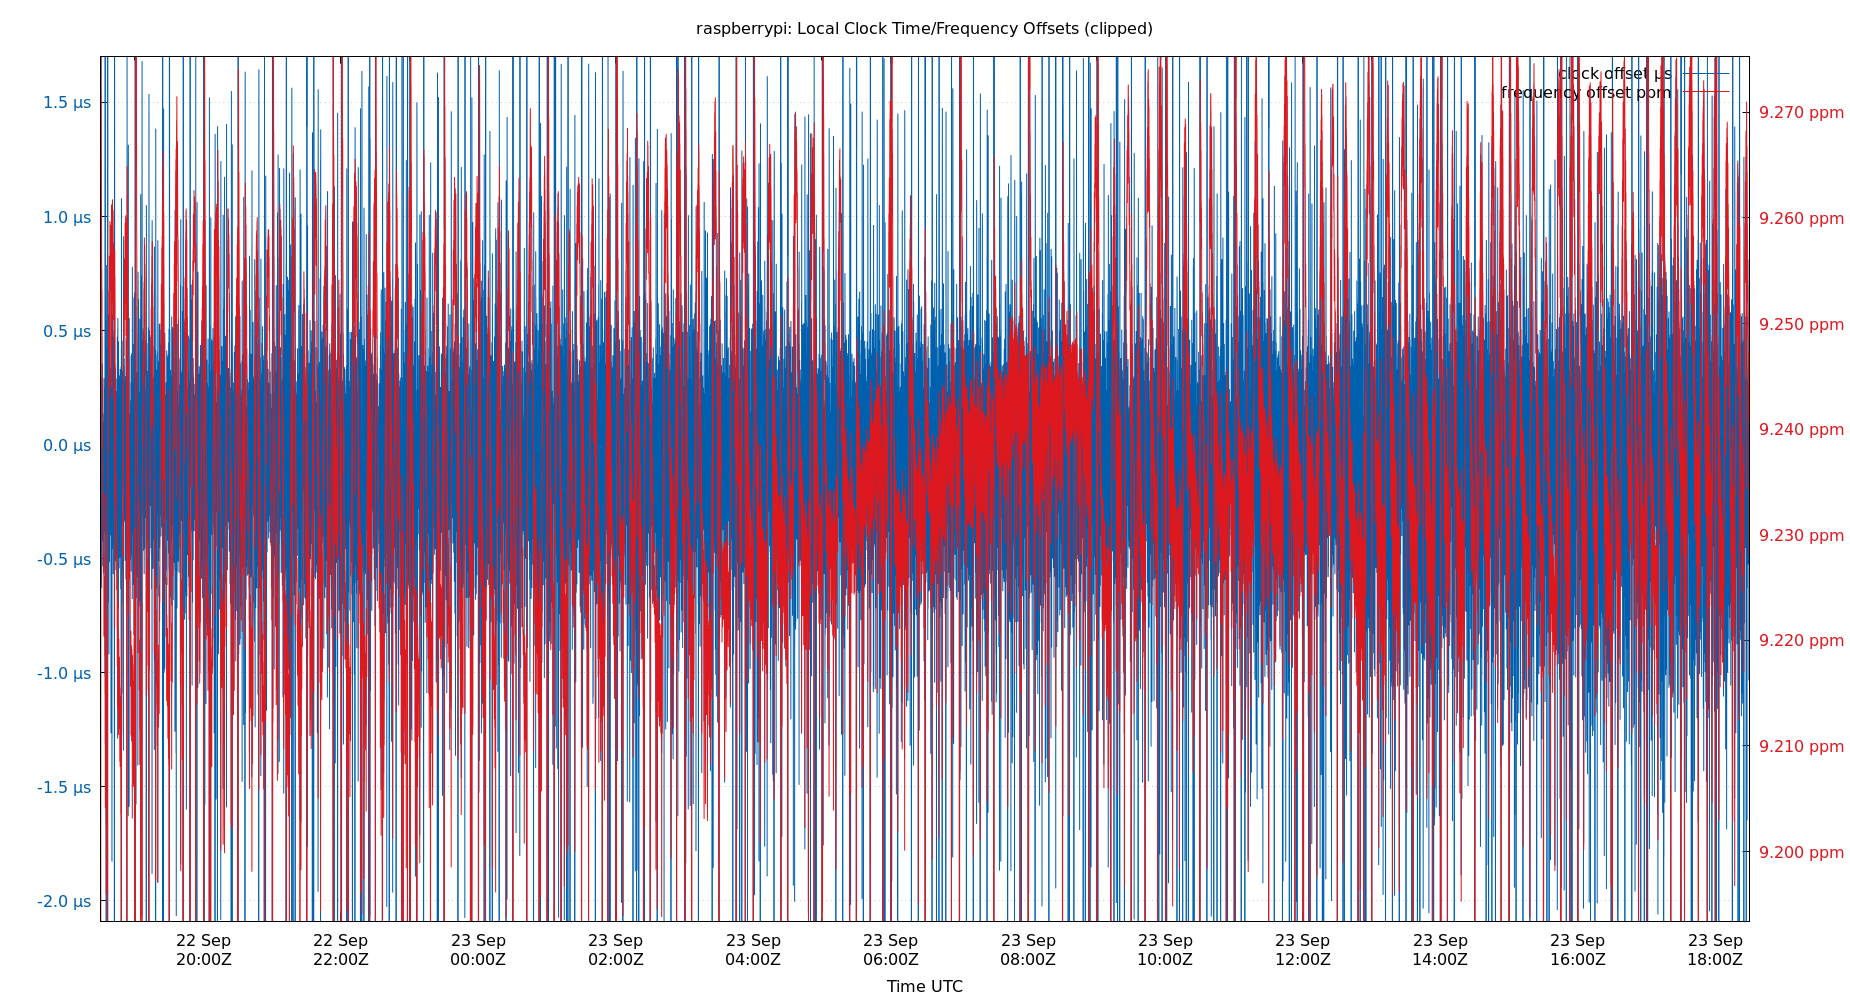 raspberrypi: Local Clock Time/Frequency Offsets (clipped)
clock offset µs
frequency offset ppm
1.5 µs
1.0 µs
0.5 µs
0.0 µs
-0.5 µs
-1.0 µs
-1.5 µs
-2.0 µs
9.270 ppm
9.260 ppm
9.250 ppm
9.240 ppm
9.230 ppm
9.220 ppm
9.210 ppm
9.200 ppm
22 Sep 22 Sep 23 Sep 23 Sep 23 Sep 23 Sep 23 Sep 23 Sep 23 Sep 23 Sep 23 Sep 23 Sep
20:00Z 22:00Z 00:00Z 02:00Z 04:00Z 06:00Z 08:00Z 10:00Z 12:00Z 14:00Z 16:00Z 18:00Z
Time UTC